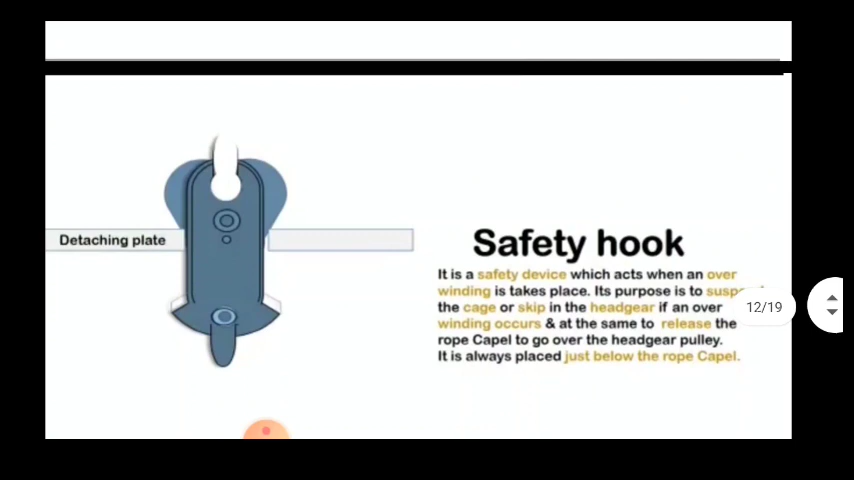 Detaching plate
Safety hook
It is a safety device which acts when an over
winding is takes place. Its purpose is to
the cage or skip in the headgear if an over
winding occurs & at the same to release the
rope Capel to go over the headgear pulley.
It is always placed just below the rope Capel.
12/19